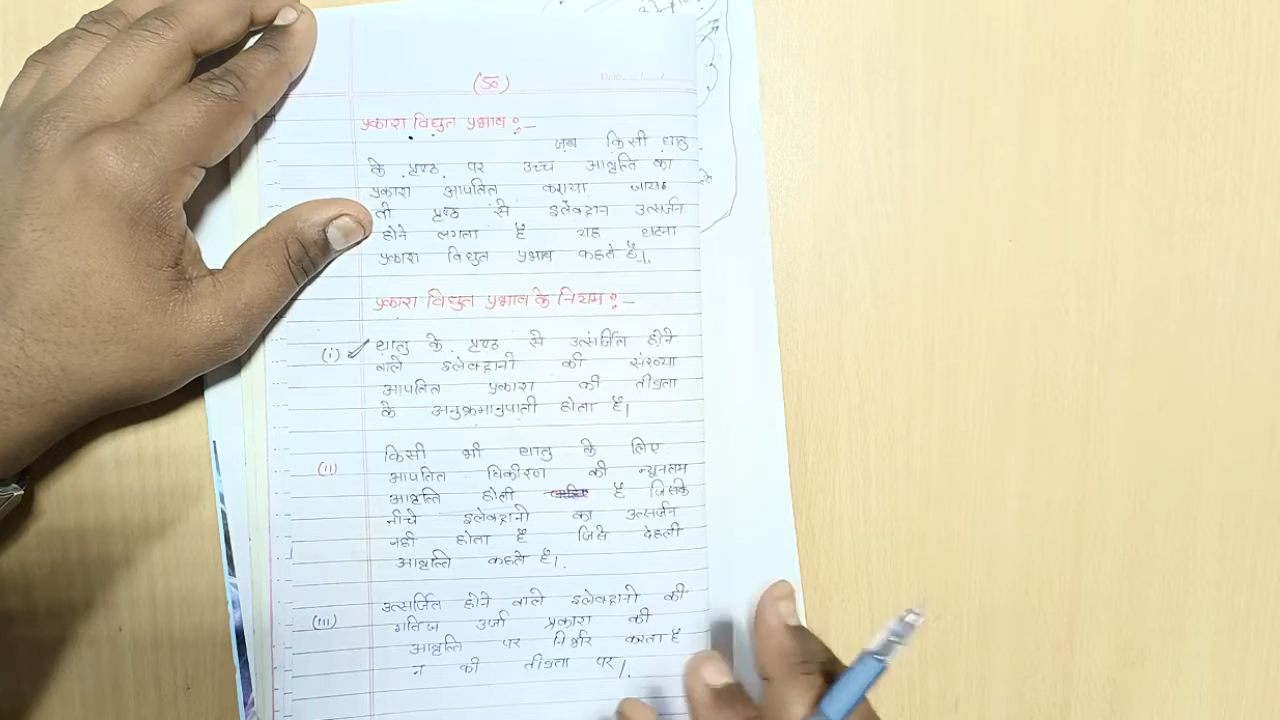 (50)
प्रकाश विधुत प्रभाव :-
जब किसी धातु
के पृष्ठ पर उच्च आवृत्ति का
प्रकाश आपतित कराया जाय
तो पृष्ठ से इलेक्ट्रान उत्सर्जन
होने लगता है यह घटना
प्रकाश विधुत प्रभाव कहते है।
प्रकाश विधुत प्रभाव के नियम :-
(i) धातु के पृष्ठ से उत्सर्जित होने
वाले इलेक्ट्रानो की संख्या
आपतित प्रकाश की तीव्रता
के अनुक्रमानुपाती होता है।
(ii) किसी भी धातु के लिए
आपतित विकीरण की न्यूनतम
आवृत्ति होती है जिसके
नीचे इलेक्ट्रानो का उत्सर्जन
नही होता है जिसे देहली
आवृत्ति कहते है।
(iii) उत्सर्जित होने वाले इलेक्ट्रानो की
गतिज उर्जा प्रकाश की
आवृत्ति पर निर्भर करता है
न की तीव्रता पर।